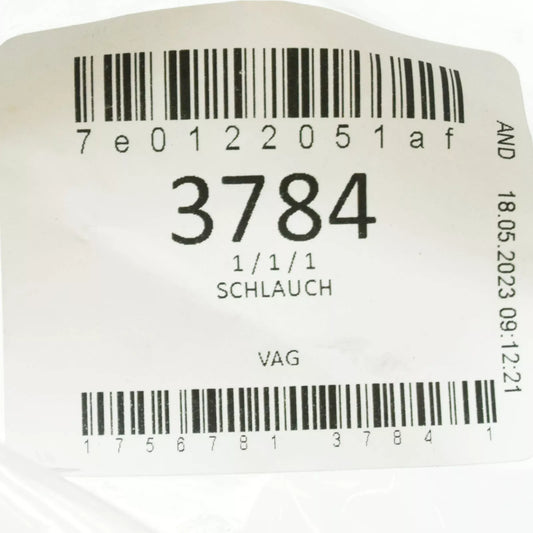 7e0122051af
3784
1/1/1
SCHLAUCH
VAG
1756781 3784 1
AND 18.05.2023 09:12:21